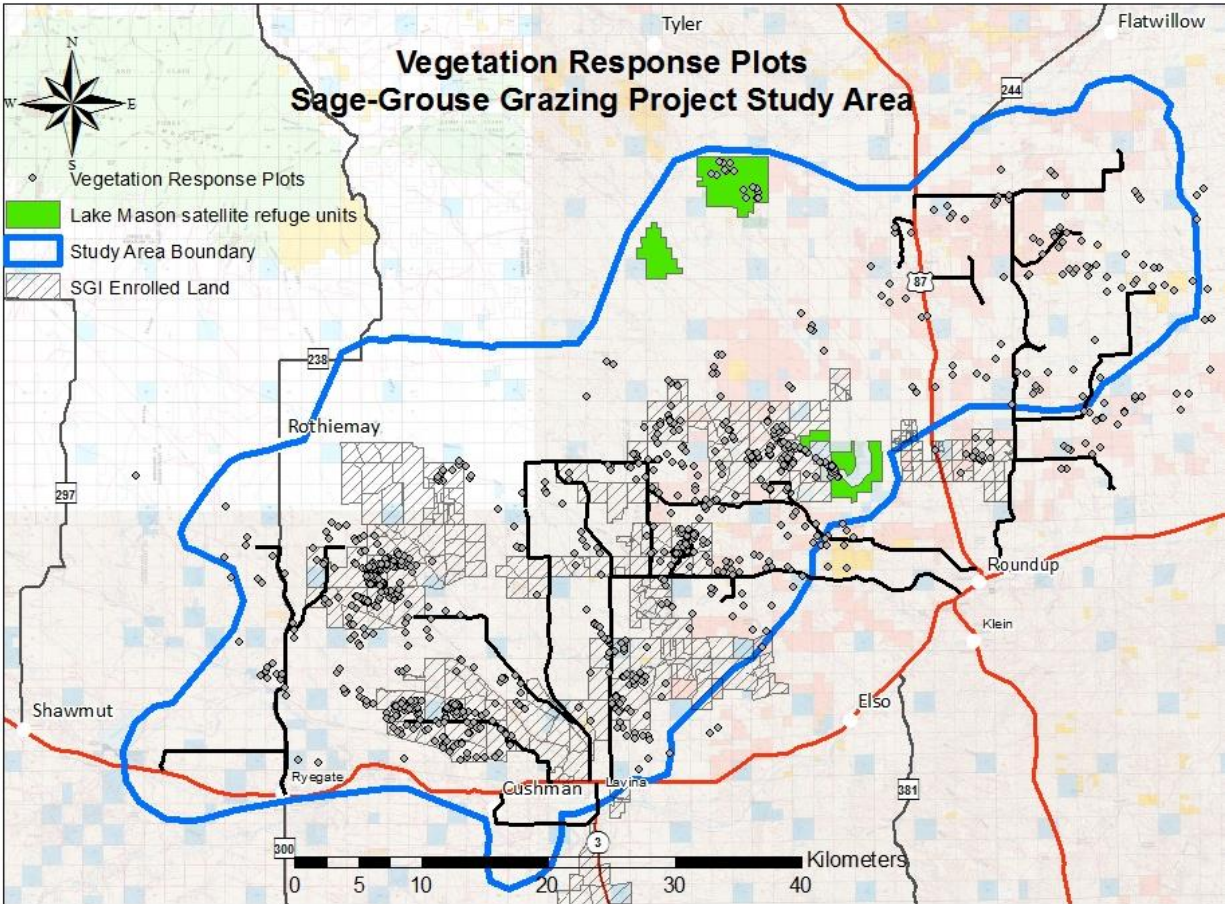 Tyler
Flatwillow
Vegetation Response Plots
Sage-Grouse Grazing Project Study Area
N
W
E
S
244
Vegetation Response Plots
Lake Mason satellite refuge units
Study Area Boundary
SGI Enrolled Land
87
238
Rothiemay
297
Roundup
Klein
Shawmut
Elso
Ryegate
Cushman
Lavina
381
300
3
Kilometers
0 5 10 20 30 40